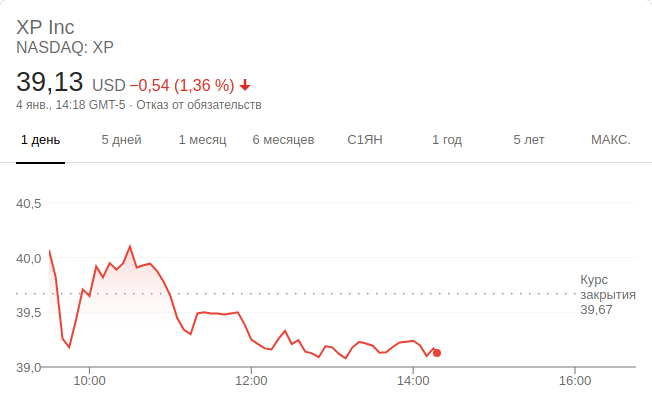 XP Inc
NASDAQ: XP
39,13 USD −0,54 (1,36 %)
4 янв., 14:18 GMT-5 · Отказ от обязательств
1 день 5 дней 1 месяц 6 месяцев С1ЯН 1 год 5 лет МАКС.
40,5
40,0
Курс
закрытия
39,67
39,5
39,0
10:00 12:00 14:00 16:00